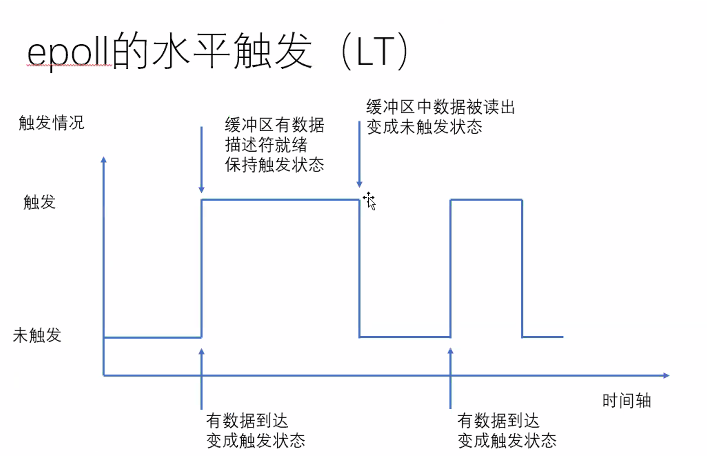 epoll的水平触发（LT）
触发情况
缓冲区有数据
描述符就绪
保持触发状态
缓冲区中数据被读出
变成未触发状态
触发
未触发
时间轴
有数据到达
变成触发状态
有数据到达
变成触发状态